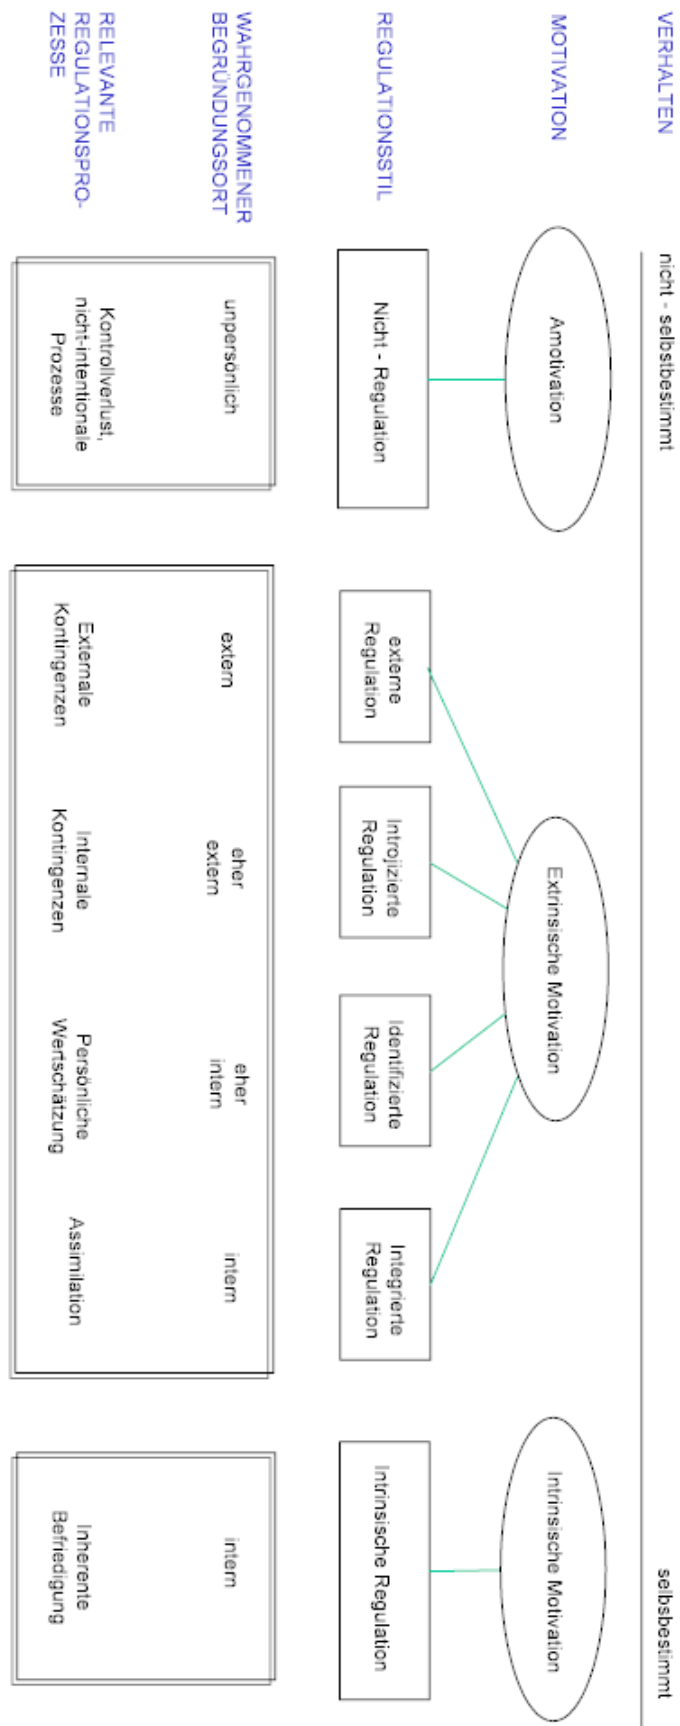 VERHALTEN
nicht - selbstbestimmt
selbsbestimmt
MOTIVATION
Amotivation
Extrinsische Motivation
Intrinsische Motivation
REGULATIONSSTIL
Nicht - Regulation
externe
Regulation
Introjizierte
Regulation
Identifizierte
Regulation
Integrierte
Regulation
Intrinsische Regulation
WAHRGENOMMENER
BEGRÜNDUNGSORT
unpersönlich
extern
eher
extern
eher
intern
intern
intern
RELEVANTE
REGULATIONSPRO-
ZESSE
Kontrollverlust,
nicht-intentionale
Prozesse
Externale
Kontingenzen
Internale
Kontingenzen
Persönliche
Wertschätzung
Assimilation
Inherente
Befriedigung